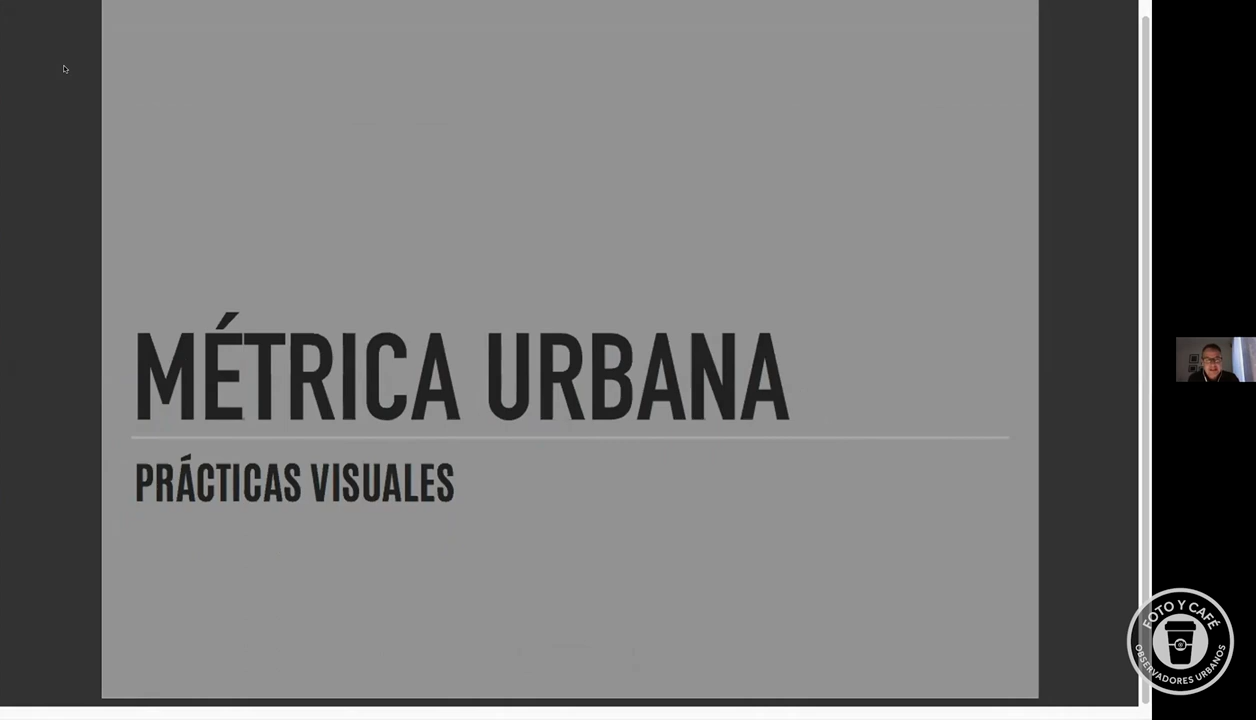 MÉTRICA URBANA
PRÁCTICAS VISUALES
FOTO Y CAFÉ
OBSERVADORES URBANOS